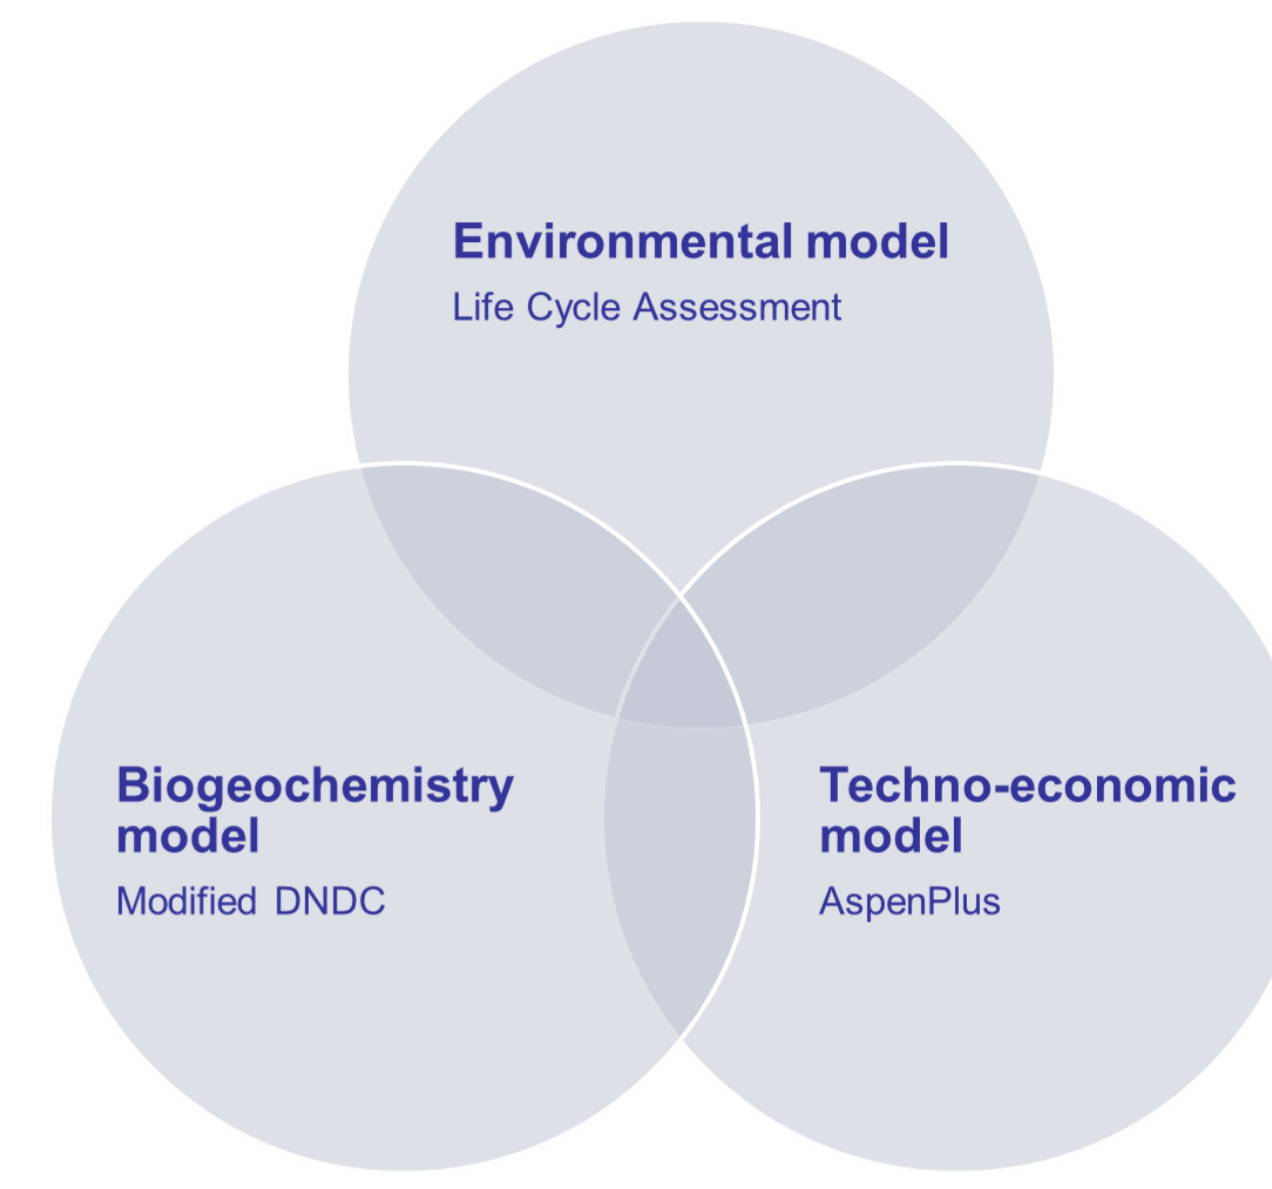 Environmental model
Life Cycle Assessment
Biogeochemistry
model
Modified DNDC
Techno-economic
model
AspenPlus